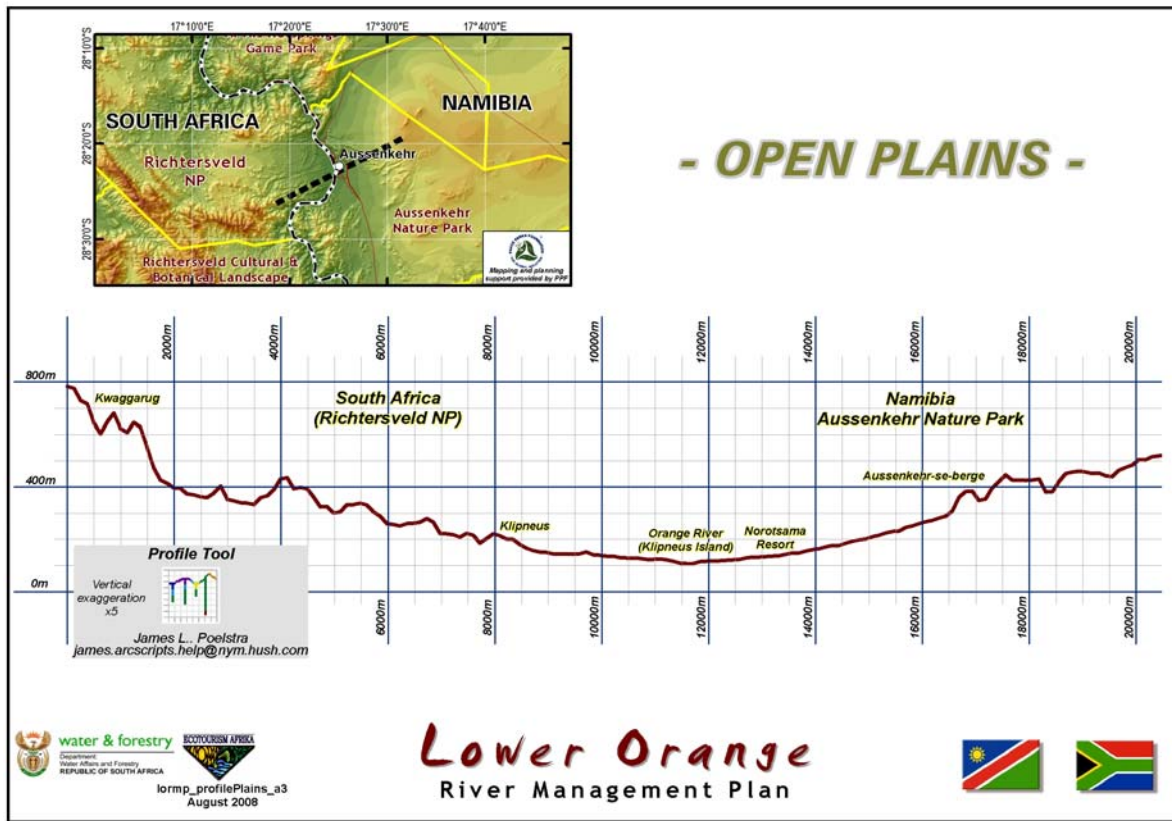 17°10'0"E
17°20'0"E
17°30'0"E
17°40'0"E
28°10'0"S
28°20'0"S
28°30'0"S
Game Park
SOUTH AFRICA
NAMIBIA
Richtersveld
NP
Aussenkehr
Aussenkehr
Nature Park
Richtersveld Cultural &
Botanical Landscape
Mapping and planning
support provided by PPF
- OPEN PLAINS -
2000m
4000m
6000m
8000m
10000m
12000m
14000m
16000m
18000m
20000m
800m
400m
0m
Kwaggarug
South Africa
(Richtersveld NP)
Namibia
Aussenkehr Nature Park
Aussenkehr-se-berge
Klipneus
Orange River
(Klipneus Island)
Norotsama
Resort
Profile Tool
Vertical
exaggeration
x5
James L.. Poelstra
james.arcscripts.help@nym.hush.com
6000m
8000m
10000m
12000m
14000m
16000m
18000m
20000m
water & forestry
Department:
Water Affairs and Forestry
REPUBLIC OF SOUTH AFRICA
ECOTOURISM AFRIKA
lormp_profilePlains_a3
August 2008
Lower Orange
River Management Plan